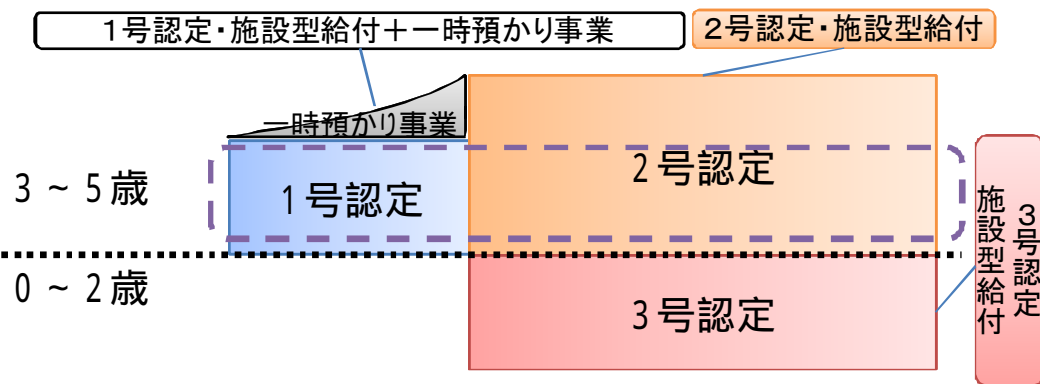 1号認定・施設型給付+一時預かり事業
2号認定・施設型給付
一時預かり事業
3~5歳
1号認定
2号認定
0~2歳
3号認定
3号認定
施設型給付